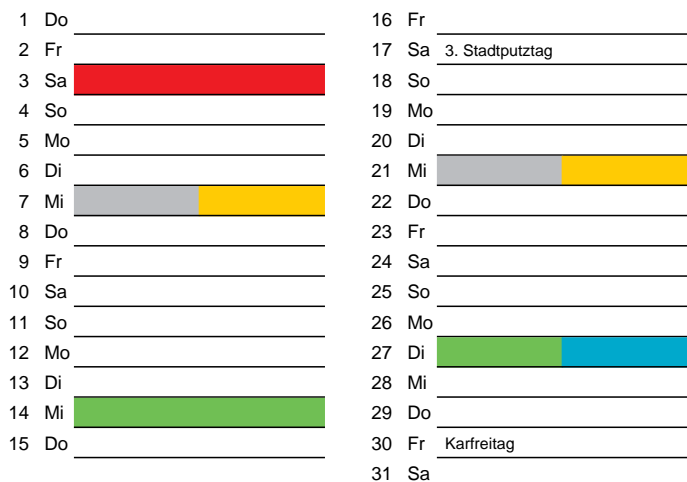 1 Do
2 Fr
3 Sa
4 So
5 Mo
6 Di
7 Mi
8 Do
9 Fr
10 Sa
11 So
12 Mo
13 Di
14 Mi
15 Do
16 Fr
17 Sa 3. Stadtputztag
18 So
19 Mo
20 Di
21 Mi
22 Do
23 Fr
24 Sa
25 So
26 Mo
27 Di
28 Mi
29 Do
30 Fr Karfreitag
31 Sa